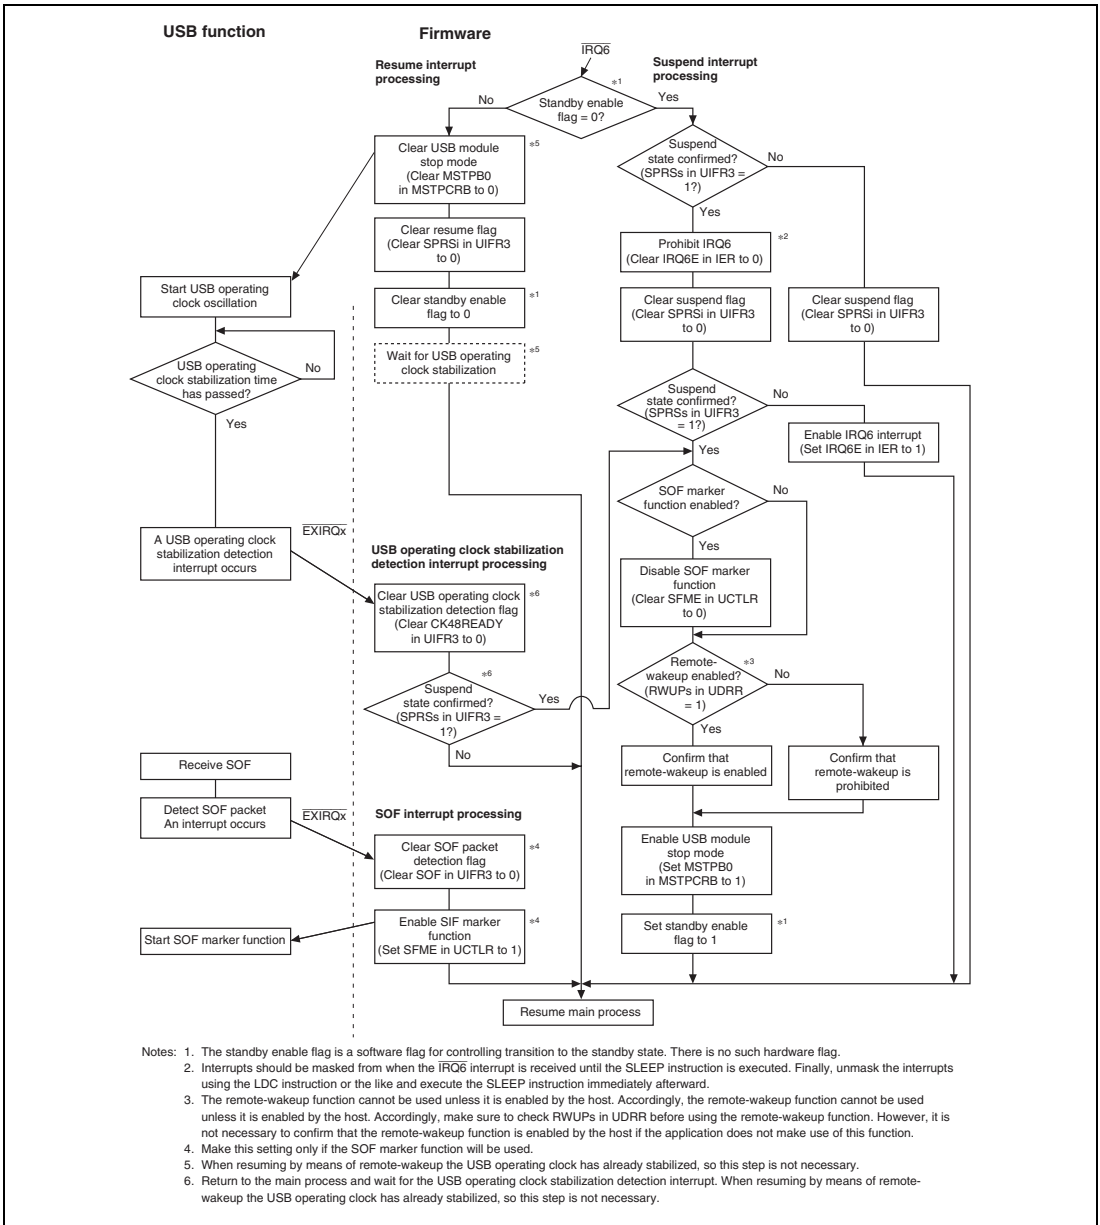 USB function
Firmware
IRQ6
Resume interrupt
processing
Suspend interrupt
processing
*1
Standby enable
flag = 0?
No
Yes
Clear USB module
stop mode
(Clear MSTPB0
in MSTPCRB to 0)
*5
Suspend
state confirmed?
(SPRSs in UIFR3 =
1?)
No
Yes
Clear resume flag
(Clear SPRSi in UIFR3
to 0)
Prohibit IRQ6
(Clear IRQ6E in IER to 0)
*2
Start USB operating
clock oscillation
Clear standby enable
flag to 0
*1
Clear suspend flag
(Clear SPRSi in UIFR3
to 0)
Clear suspend flag
(Clear SPRSi in UIFR3
to 0)
USB operating
clock stabilization time
has passed?
No
Yes
Wait for USB operating
clock stabilization
*5
Suspend
state confirmed?
(SPRSs in UIFR3
= 1?)
No
Yes
Enable IRQ6 interrupt
(Set IRQ6E in IER to 1)
SOF marker
function enabled?
No
Yes
A USB operating clock
stabilization detection
interrupt occurs
EXIRQx
USB operating clock stabilization
detection interrupt processing
Disable SOF marker
function
(Clear SFME in UCTLR
to 0)
Clear USB operating clock
stabilization detection flag
(Clear CK48READY
in UIFR3 to 0)
*6
Remote-
wakeup enabled?
(RWUPs in UDRR
= 1)
*3
No
Yes
*6
Suspend
state confirmed?
(SPRSs in UIFR3 =
1?)
Yes
No
Confirm that
remote-wakeup is enabled
Confirm that
remote-wakeup is
prohibited
Receive SOF
Detect SOF packet
An interrupt occurs
EXIRQx
SOF interrupt processing
Clear SOF packet
detection flag
(Clear SOF in UIFR3 to 0)
*4
Enable USB module
stop mode
(Set MSTPB0
in MSTPCRB to 1)
Start SOF marker function
Enable SIF marker
function
(Set SFME in UCTLR to 1)
*4
Set standby enable
flag to 1
*1
Resume main process
Notes: 1. The standby enable flag is a software flag for controlling transition to the standby state. There is no such hardware flag.
2. Interrupts should be masked from when the IRQ6 interrupt is received until the SLEEP instruction is executed. Finally, unmask the interrupts
using the LDC instruction or the like and execute the SLEEP instruction immediately afterward.
3. The remote-wakeup function cannot be used unless it is enabled by the host. Accordingly, the remote-wakeup function cannot be used
unless it is enabled by the host. Accordingly, make sure to check RWUPs in UDRR before using the remote-wakeup function. However, it is
not necessary to confirm that the remote-wakeup function is enabled by the host if the application does not make use of this function.
4. Make this setting only if the SOF marker function will be used.
5. When resuming by means of remote-wakeup the USB operating clock has already stabilized, so this step is not necessary.
6. Return to the main process and wait for the USB operating clock stabilization detection interrupt. When resuming by means of remote-
wakeup the USB operating clock has already stabilized, so this step is not necessary.